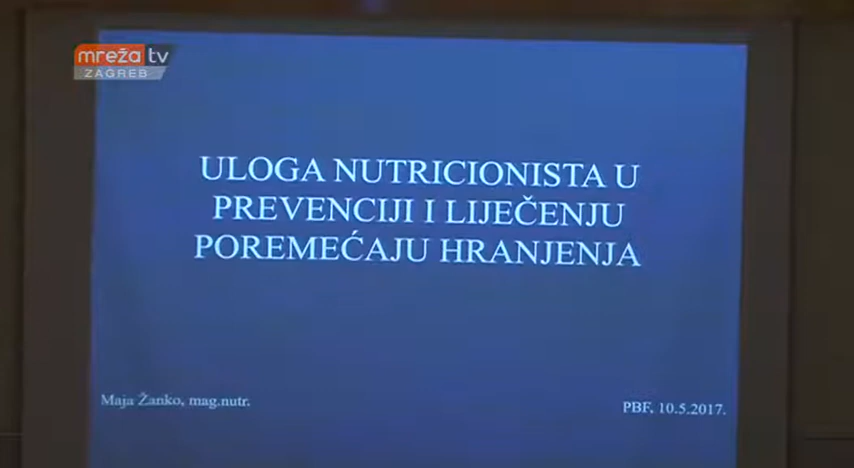 mreža tv
ZAGREB
ULOGA NUTRICIONISTA U
PREVENCIJI I LIJEČENJU
POREMEĆAJU HRANJENJA
Maja Žanko, mag.nutr.
PBF, 10.5.2017.